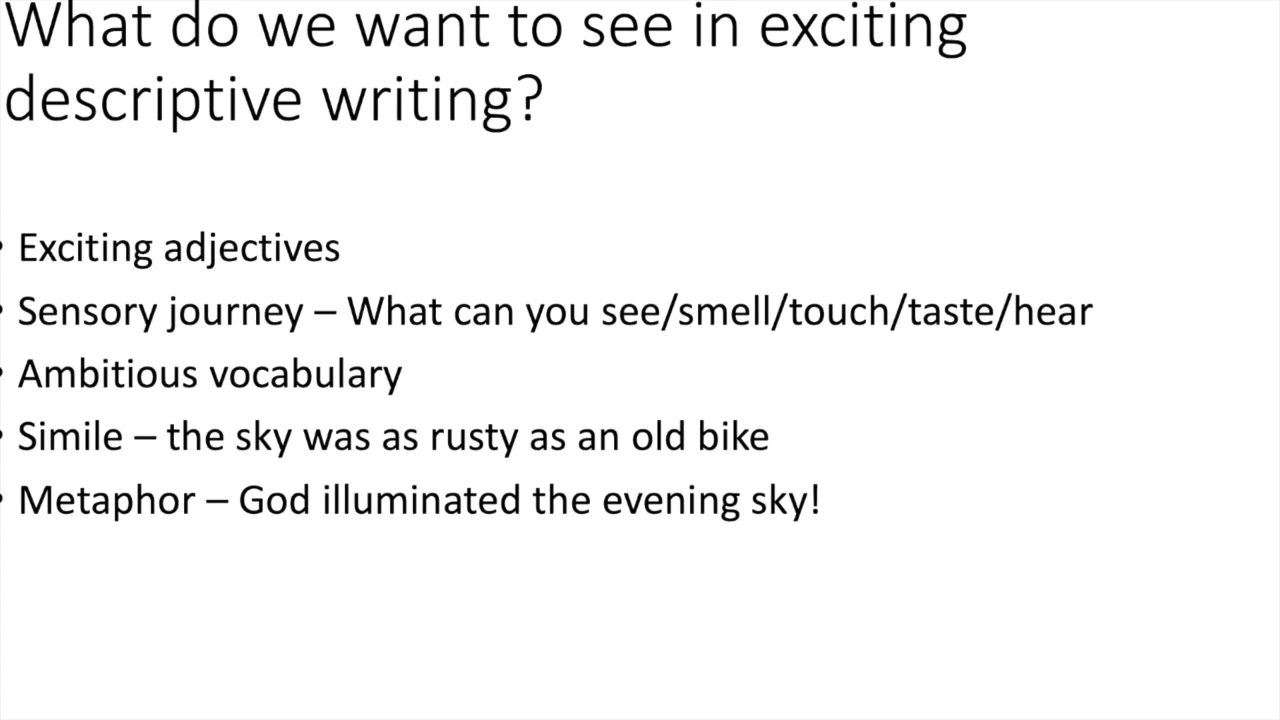 What do we want to see in exciting
descriptive writing?
• Exciting adjectives
• Sensory journey – What can you see/smell/touch/taste/hear
• Ambitious vocabulary
• Simile – the sky was as rusty as an old bike
• Metaphor – God illuminated the evening sky!